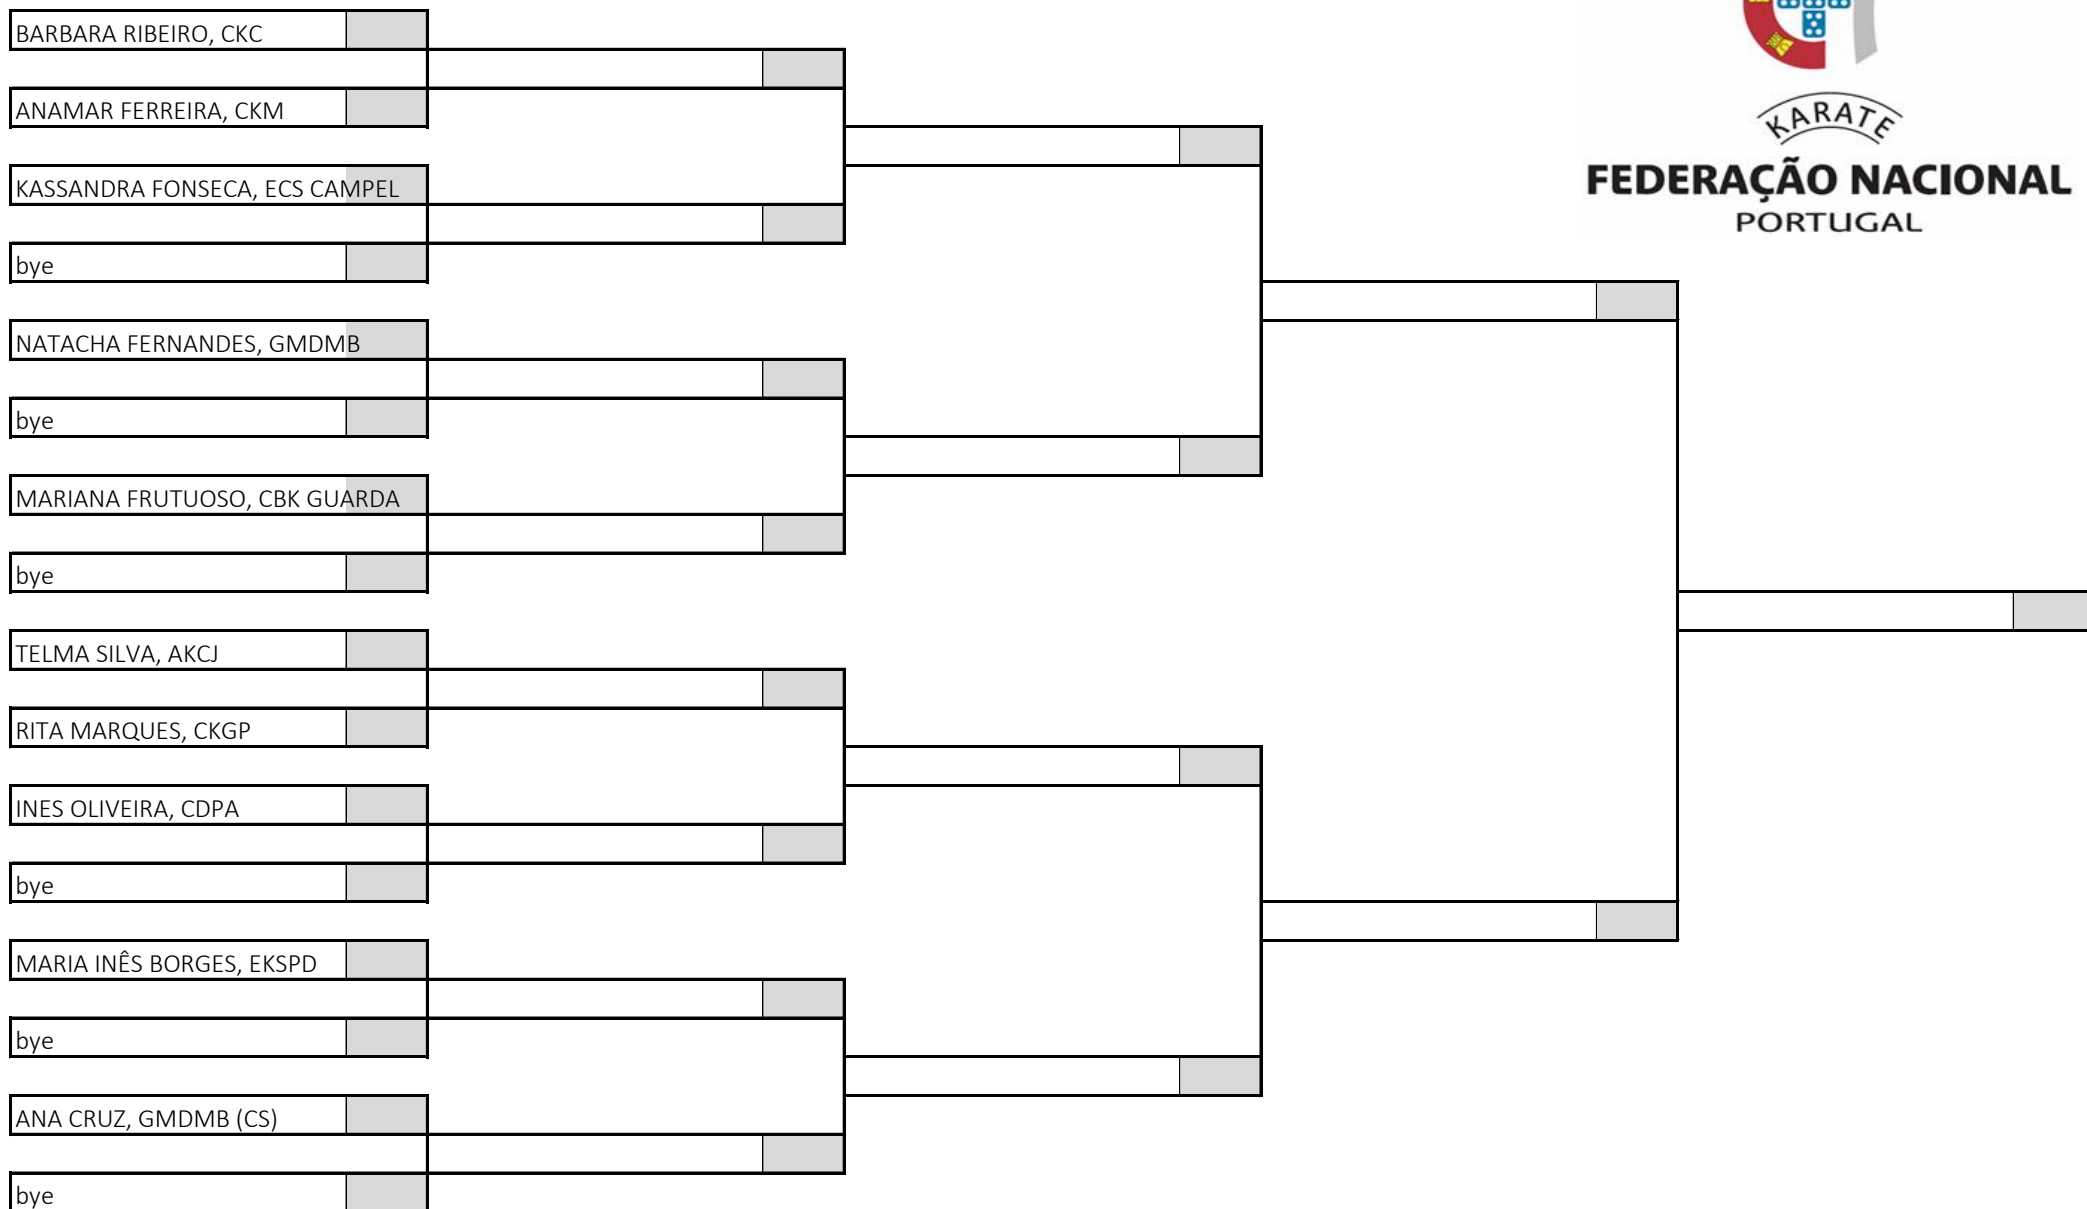 BARBARA RIBEIRO, CKC
ANAMAR FERREIRA, CKM
KASSANDRA FONSECA, ECS CAMPEL
bye
NATACHA FERNANDES, GMDMB
bye
MARIANA FRUTUOSO, CBK GUARDA
bye
TELMA SILVA, AKCJ
RITA MARQUES, CKGP
INES OLIVEIRA, CDPA
bye
MARIA INÊS BORGES, EKSPD
bye
ANA CRUZ, GMDMB (CS)
bye
KARATE
FEDERAÇÃO NACIONAL
PORTUGAL